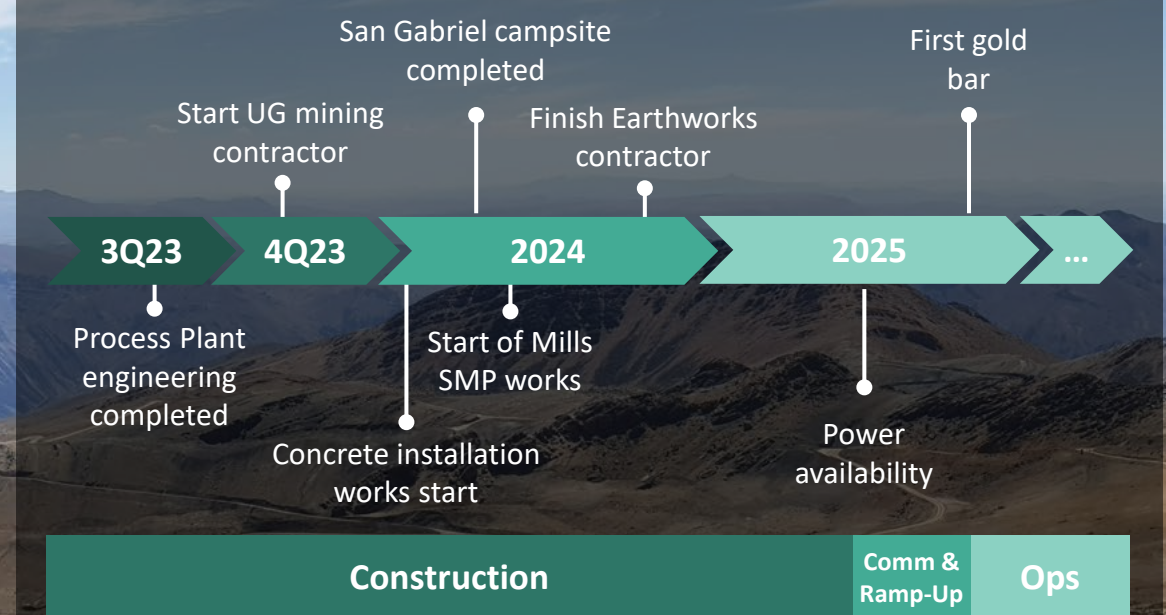 San Gabriel campsite
completed
First gold
bar
Start UG mining
contractor
Finish Earthworks
contractor
3Q23
4Q23
2024
2025
...
Process Plant
engineering
completed
Start of Mills
SMP works
Concrete installation
works start
Power
availability
Construction
Comm &
Ramp-Up
Ops